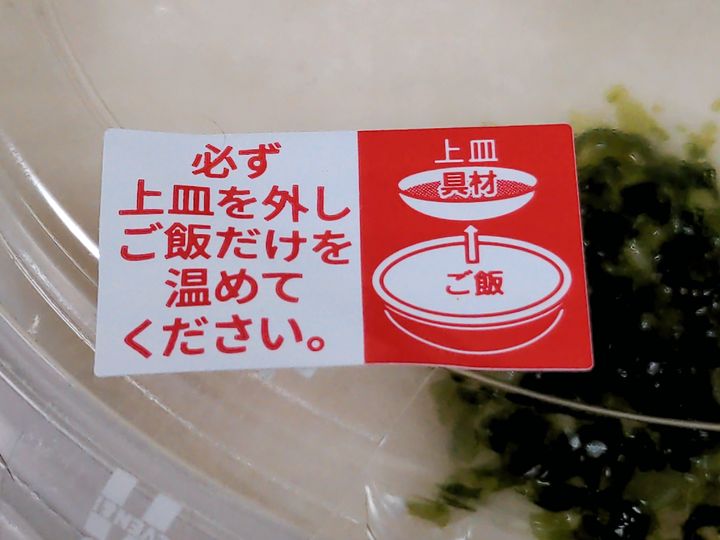 必ず
上皿を外し
ご飯だけを
温めて
ください。
上皿
具材
ご飯